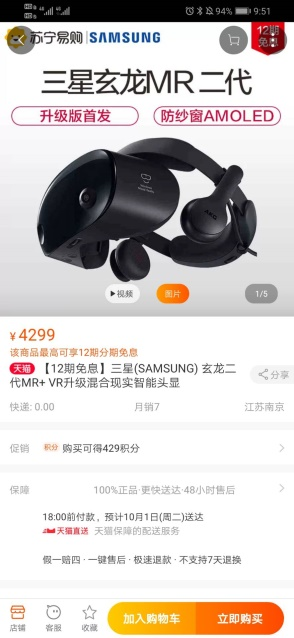 94% 9:51
苏宁易购 SAMSUNG
12期
免息
三星玄龙MR 二代
升级版首发 防纱窗AMOLED
AKG
视频 图片 1/5
¥4299
该商品最高可享12期分期免息
天猫 【12期免息】三星(SAMSUNG) 玄龙二
代MR+ VR升级混合现实智能头显
分享
快递: 0.00 月销7 江苏南京
促销 积分 购买可得429积分
保障 100%正品·更快送达·48小时售后
18:00前付款，预计10月1日(周二)送达
天猫直送 天猫保障的配送服务
假一赔四 · 一键售后 · 极速退款 · 不支持7天退换
店铺 客服 收藏 加入购物车 立即购买